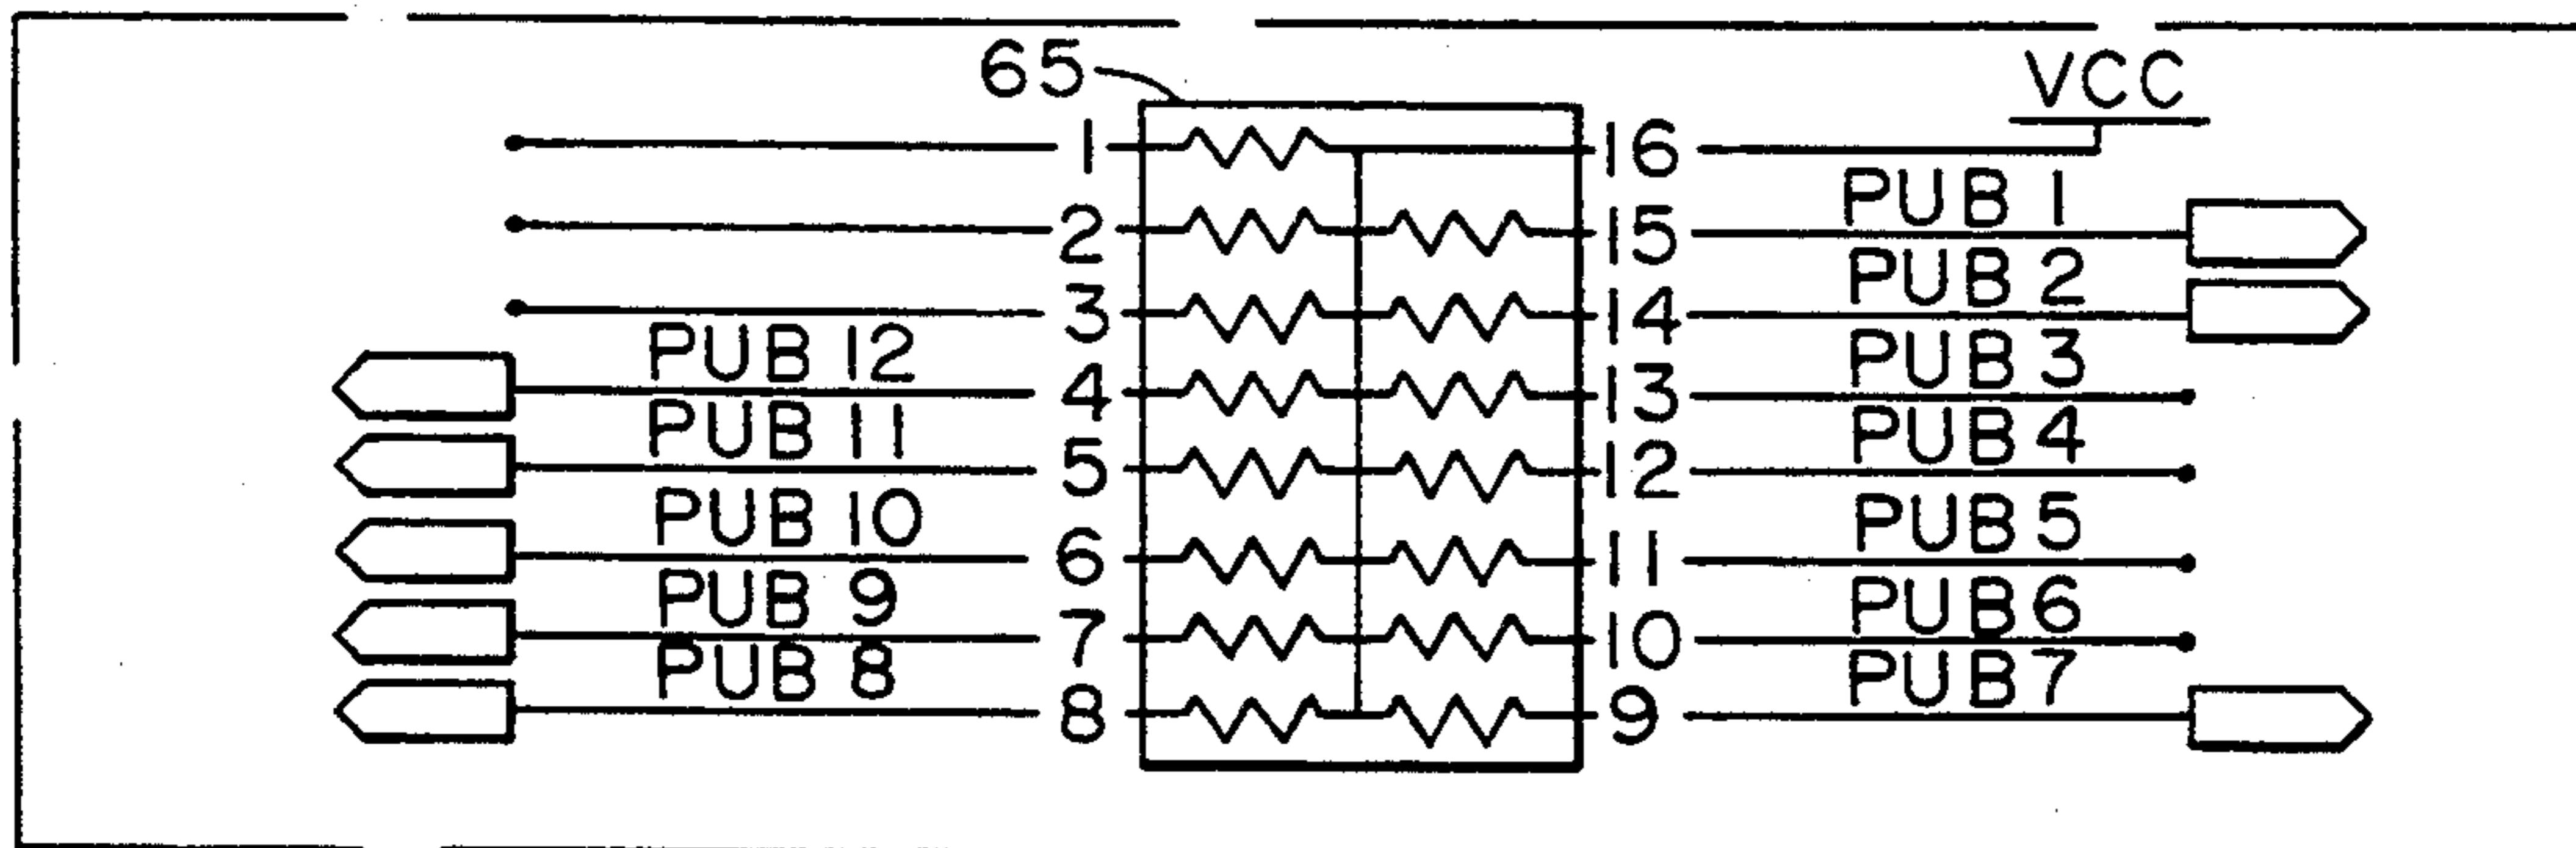 65
VCC
1 16
PUB 1
2 15
PUB 2
3 14
PUB 12 PUB 3
4 13
PUB 11 PUB 4
5 12
PUB 10 PUB 5
6 11
PUB 9 PUB 6
7 10
PUB 8 PUB 7
8 9